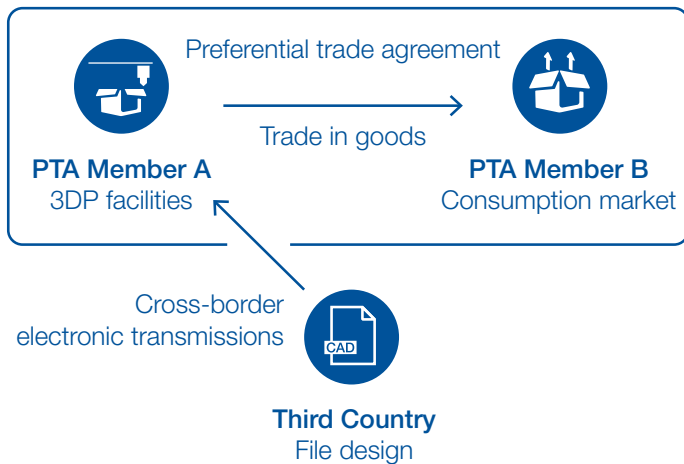 Preferential trade agreement
Trade in goods
PTA Member A
3DP facilities
PTA Member B
Consumption market
Cross-border
electronic transmissions
CAD
Third Country
File design